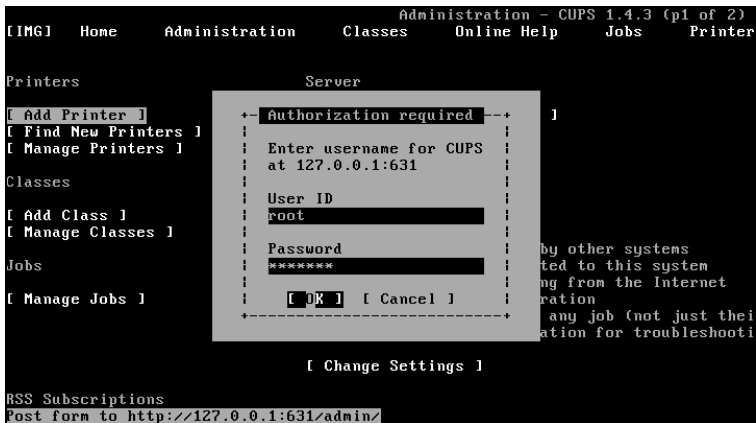 Administration - CUPS 1.4.3 (p1 of 2)
[IMG] Home Administration Classes Online Help Jobs Printer
Printers Server
[ Add Printer ] ]
[ Find New Printers ]
[ Manage Printers ]
Classes
[ Add Class ]
[ Manage Classes ]
Jobs
[ Manage Jobs ]
Authorization required
Enter username for CUPS
at 127.0.0.1:631
User ID
root
Password
*******
[ OK ] [ Cancel ]
by other systems
ted to this system
ng from the Internet
ration
any job (not just thei
ation for troubleshooti
[ Change Settings ]
RSS Subscriptions
Post form to http://127.0.0.1:631/admin/